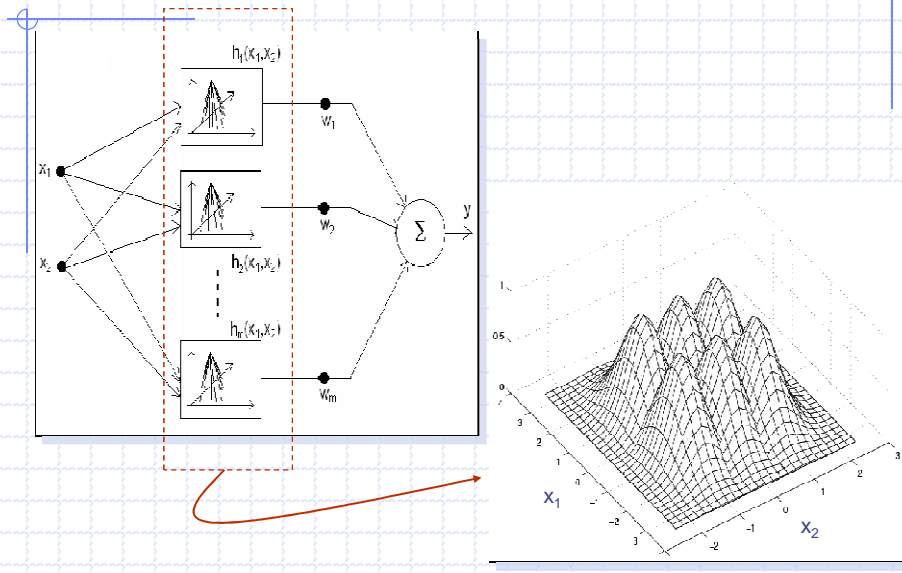 h₁(x₁,x₂)
x₁
w₁
w₂
Σ
y
x₂
h₂(x₁,x₂)
hₘ(x₁,x₂)
wₘ
1
0.5
0
3
2
1
0
-1
-2
3
-2
-1
0
1
2
3
x₁
x₂